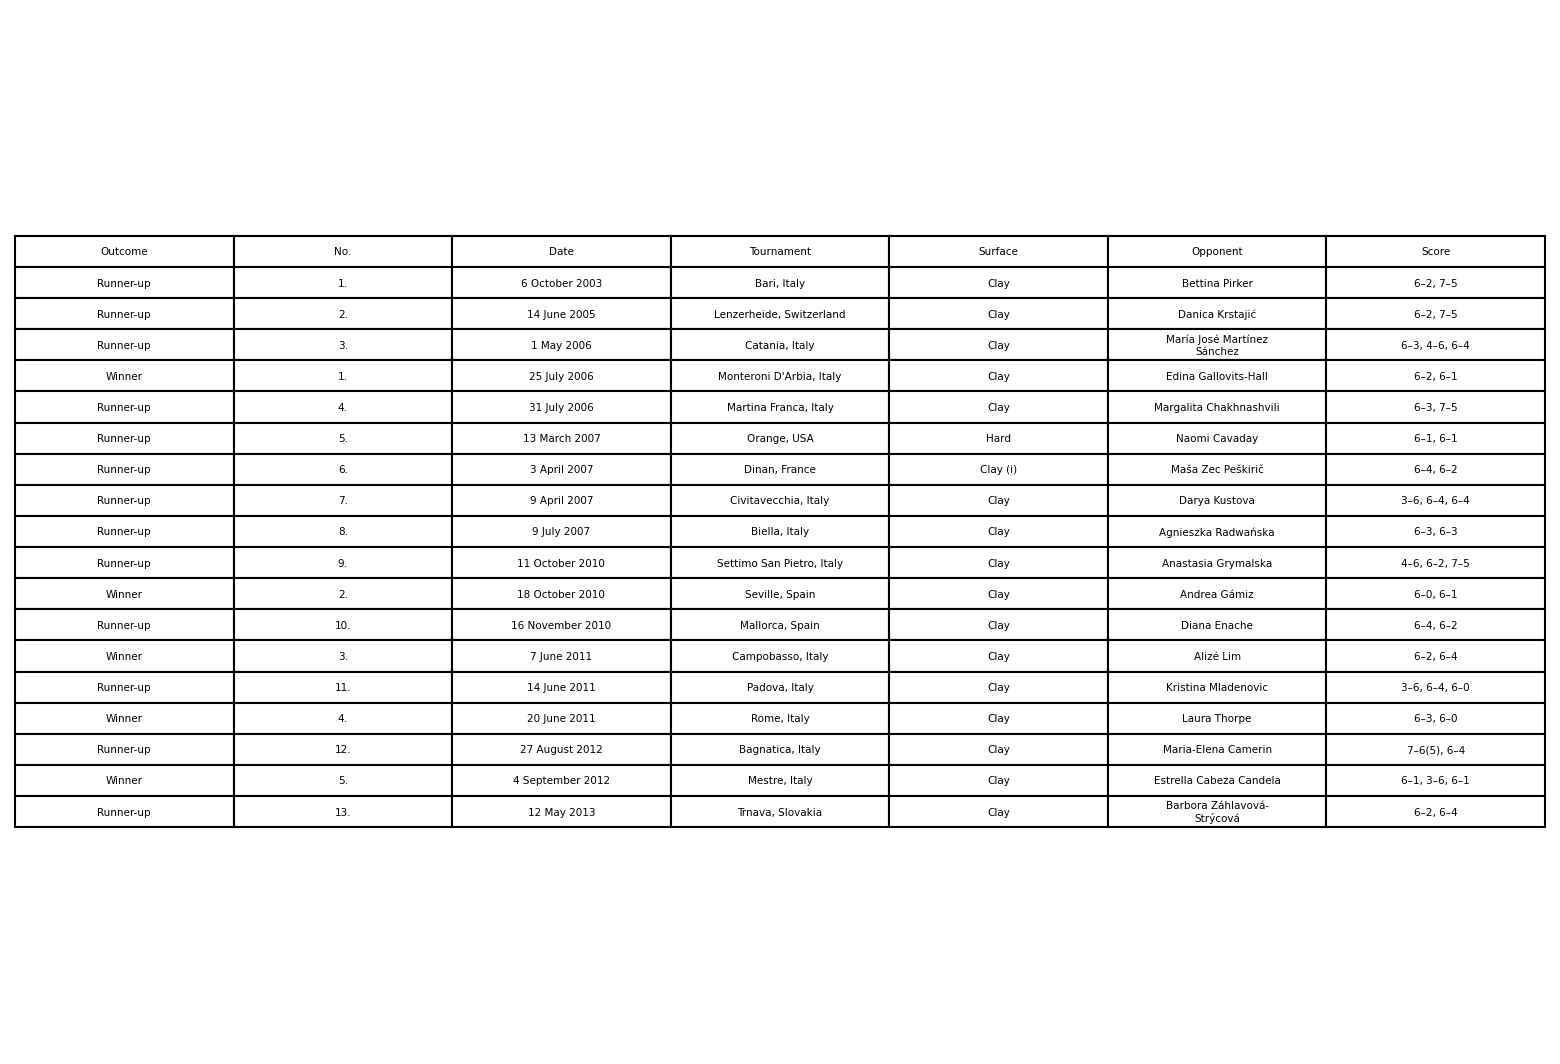 Outcome No. Date Tournament Surface Opponent Score
Runner-up 1. 6 October 2003 Bari, Italy Clay Bettina Pirker 6–2, 7–5
Runner-up 2. 14 June 2005 Lenzerheide, Switzerland Clay Danica Krstajić 6–2, 7–5
Runner-up 3. 1 May 2006 Catania, Italy Clay María José Martínez Sánchez 6–3, 4–6, 6–4
Winner 1. 25 July 2006 Monteroni D'Arbia, Italy Clay Edina Gallovits-Hall 6–2, 6–1
Runner-up 4. 31 July 2006 Martina Franca, Italy Clay Margalita Chakhnashvili 6–3, 7–5
Runner-up 5. 13 March 2007 Orange, USA Hard Naomi Cavaday 6–1, 6–1
Runner-up 6. 3 April 2007 Dinan, France Clay (i) Maša Zec Peškirič 6–4, 6–2
Runner-up 7. 9 April 2007 Civitavecchia, Italy Clay Darya Kustova 3–6, 6–4, 6–4
Runner-up 8. 9 July 2007 Biella, Italy Clay Agnieszka Radwańska 6–3, 6–3
Runner-up 9. 11 October 2010 Settimo San Pietro, Italy Clay Anastasia Grymalska 4–6, 6–2, 7–5
Winner 2. 18 October 2010 Seville, Spain Clay Andrea Gámiz 6–0, 6–1
Runner-up 10. 16 November 2010 Mallorca, Spain Clay Diana Enache 6–4, 6–2
Winner 3. 7 June 2011 Campobasso, Italy Clay Alizé Lim 6–2, 6–4
Runner-up 11. 14 June 2011 Padova, Italy Clay Kristina Mladenovic 3–6, 6–4, 6–0
Winner 4. 20 June 2011 Rome, Italy Clay Laura Thorpe 6–3, 6–0
Runner-up 12. 27 August 2012 Bagnatica, Italy Clay Maria-Elena Camerin 7–6(5), 6–4
Winner 5. 4 September 2012 Mestre, Italy Clay Estrella Cabeza Candela 6–1, 3–6, 6–1
Runner-up 13. 12 May 2013 Trnava, Slovakia Clay Barbora Záhlavová-Strýcová 6–2, 6–4